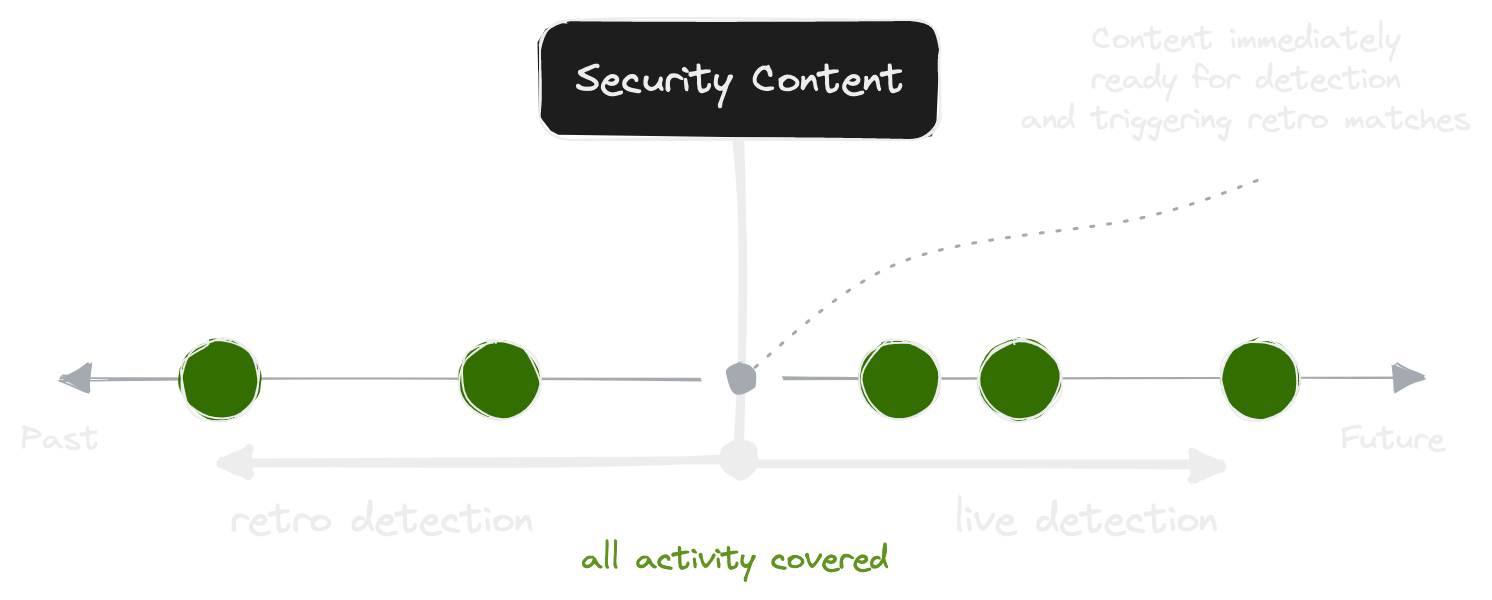 Security Content
Content immediately
ready for detection
and triggering retro matches
Past
Future
retro detection
live detection
all activity covered